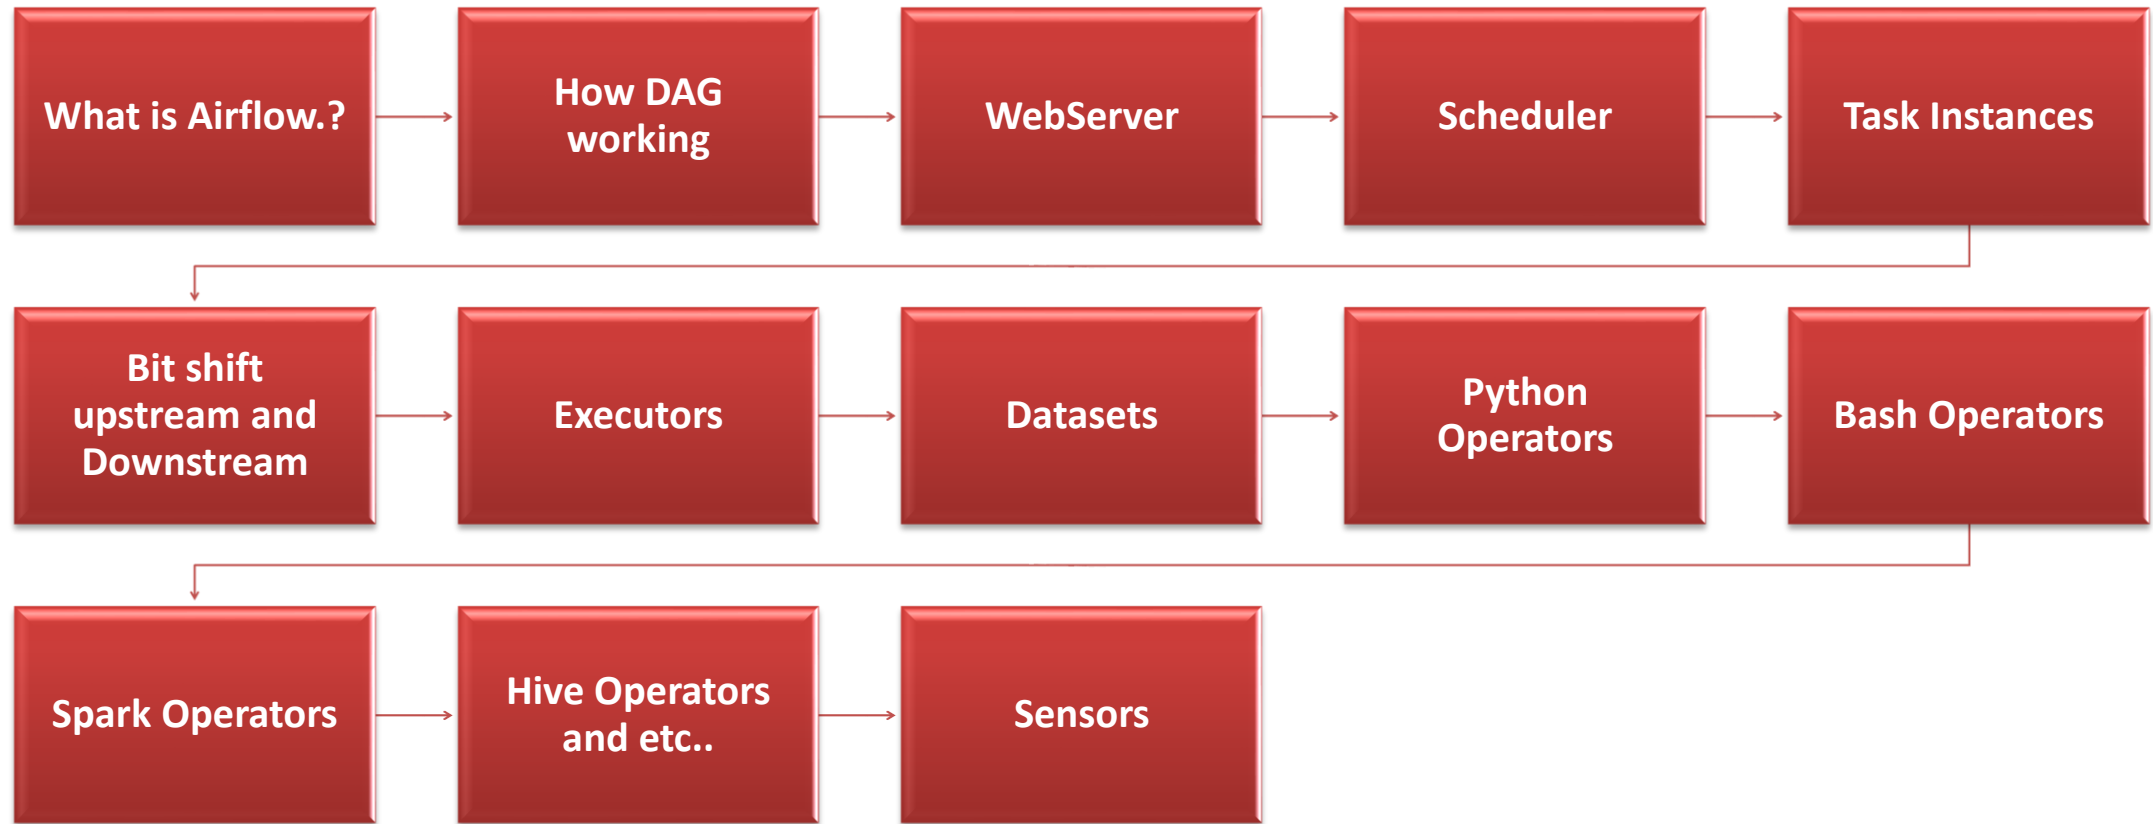 What is Airflow.?
How DAG
working
WebServer
Scheduler
Task Instances
Bit shift
upstream and
Downstream
Executors
Datasets
Python
Operators
Bash Operators
Spark Operators
Hive Operators
and etc..
Sensors